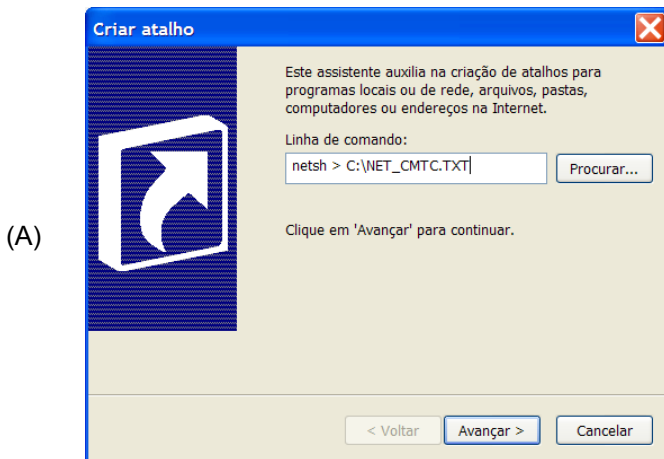 Criar atalho
Este assistente auxilia na criação de atalhos para
programas locais ou de rede, arquivos, pastas,
computadores ou endereços na Internet.
Linha de comando:
netsh > C:\NET_CMTC.TXT
Procurar...
(A)
Clique em 'Avançar' para continuar.
< Voltar
Avançar >
Cancelar